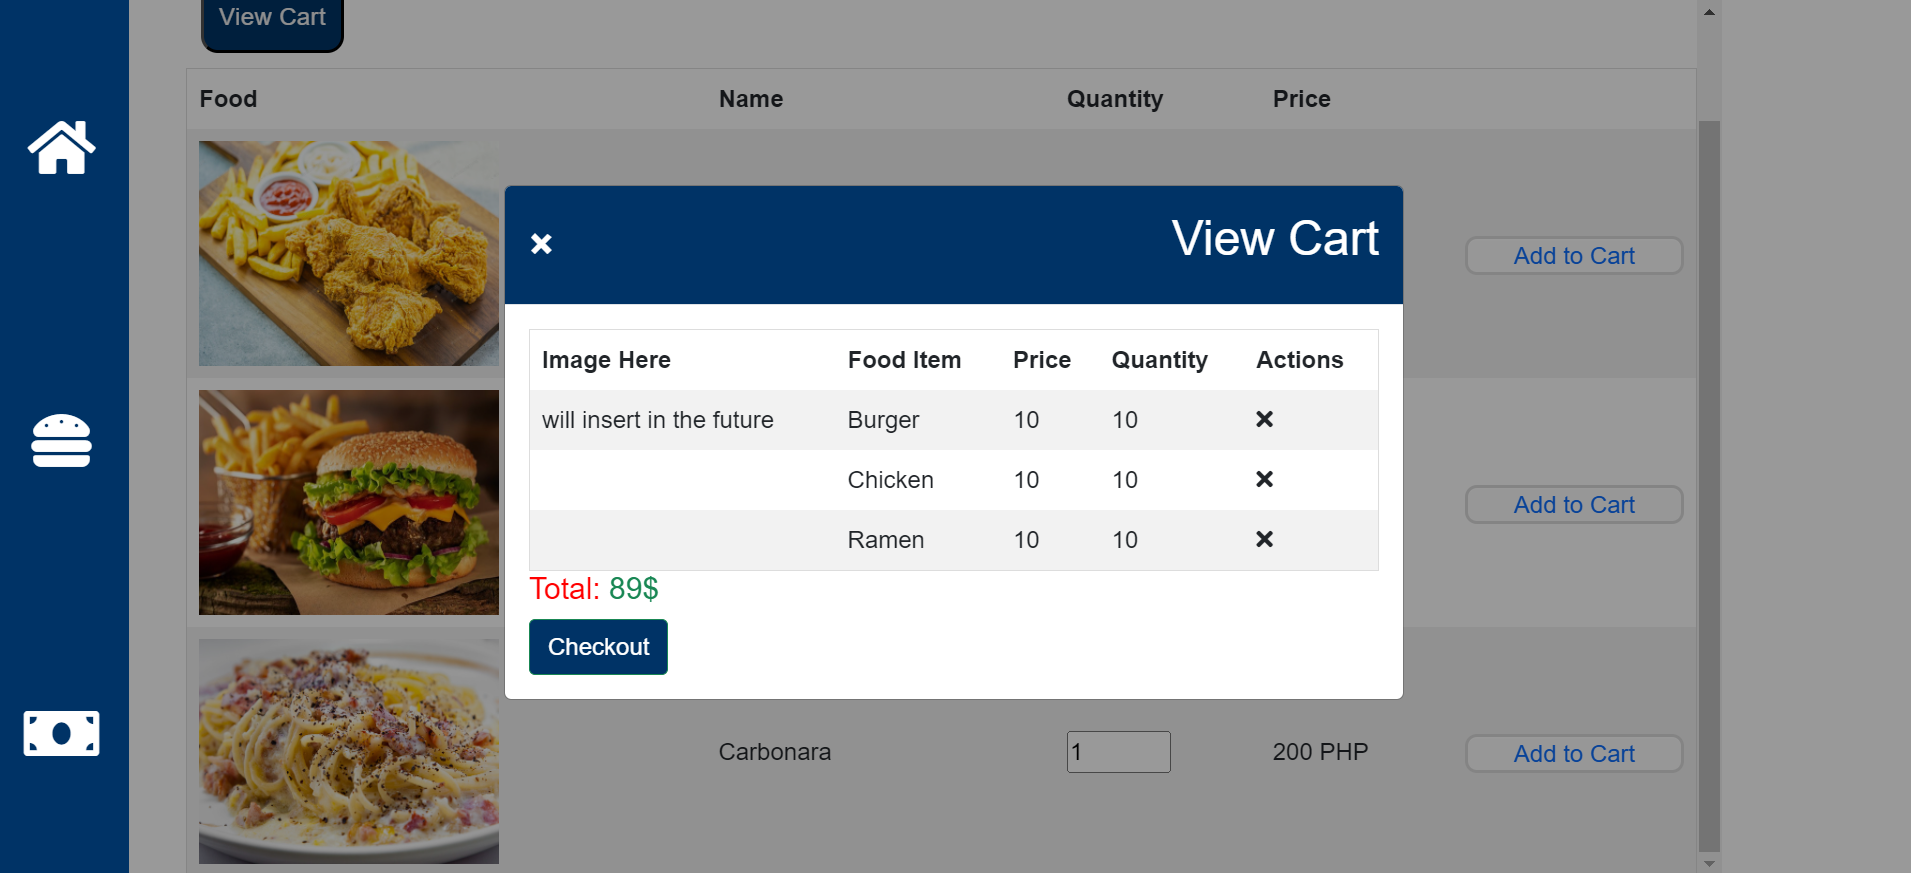 View Cart
Food Name Quantity Price
Add to Cart
View Cart
Image Here Food Item Price Quantity Actions
will insert in the future Burger 10 10
Chicken 10 10
Ramen 10 10
Total: 89$
Checkout
Add to Cart
Carbonara 1 200 PHP Add to Cart